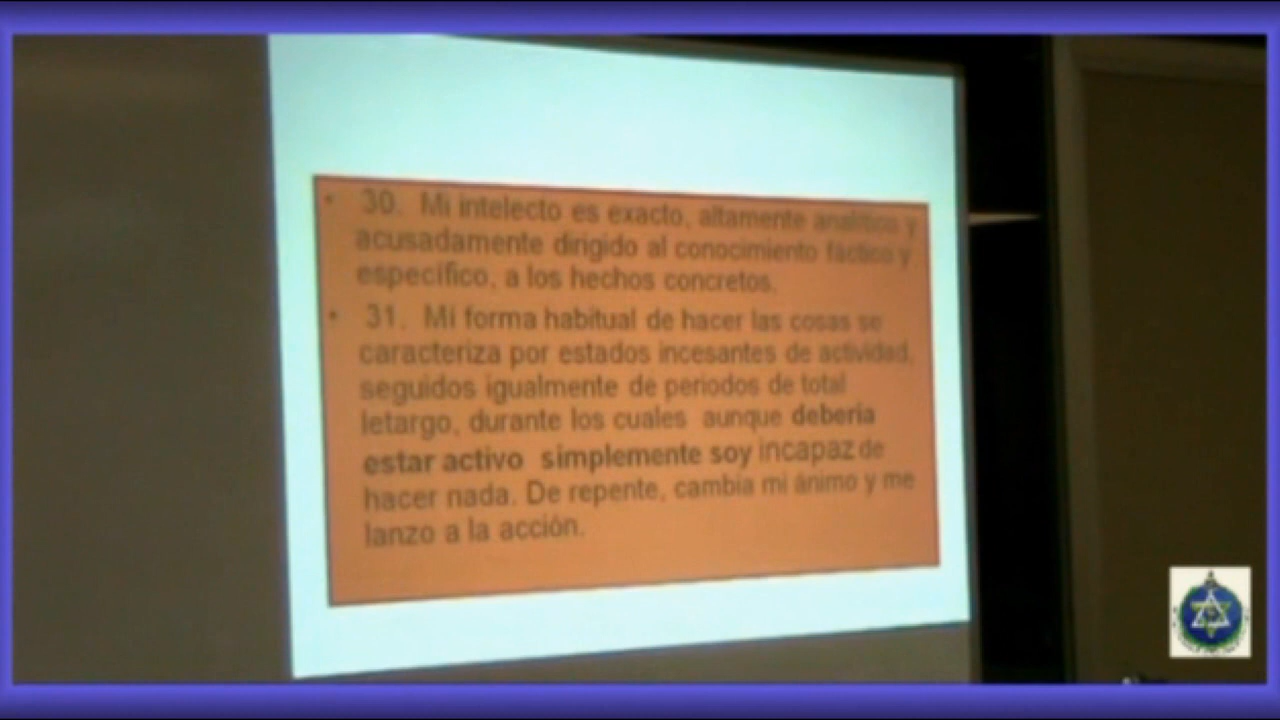 • 30. Mi intelecto es exacto, altamente analítico y
acusadamente dirigido al conocimiento fáctico y
específico, a los hechos concretos.
• 31. Mi forma habitual de hacer las cosas se
caracteriza por estados incesantes de actividad,
seguidos igualmente de periodos de total
letargo, durante los cuales aunque debería
estar activo simplemente soy incapaz de
hacer nada. De repente, cambia mi ánimo y me
lanzo a la acción.